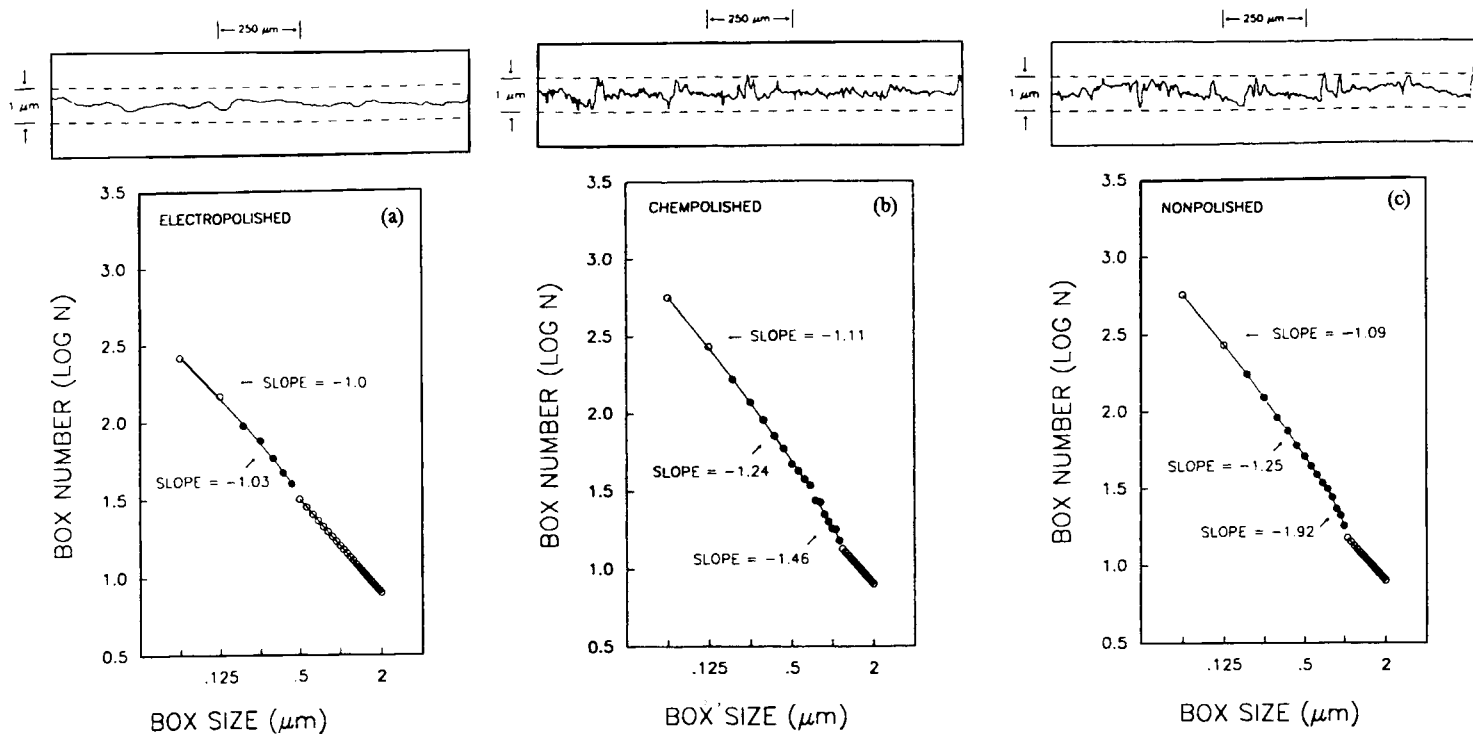 250 μm
1 μm
250 μm
1 μm
250 μm
1 μm
ELECTROPOLISHED (a)
3.5
3.0
2.5
2.0
1.5
1.0
0.5
BOX NUMBER (LOG N)
SLOPE = -1.0
SLOPE = -1.03
.125 .5 2
BOX SIZE (μm)
CHEMPOLISHED (b)
3.5
3.0
2.5
2.0
1.5
1.0
0.5
BOX NUMBER (LOG N)
SLOPE = -1.11
SLOPE = -1.24
SLOPE = -1.46
.125 .5 2
BOX SIZE (μm)
NONPOLISHED (c)
3.5
3.0
2.5
2.0
1.5
1.0
0.5
BOX NUMBER (LOG N)
SLOPE = -1.09
SLOPE = -1.25
SLOPE = -1.92
.125 .5 2
BOX SIZE (μm)